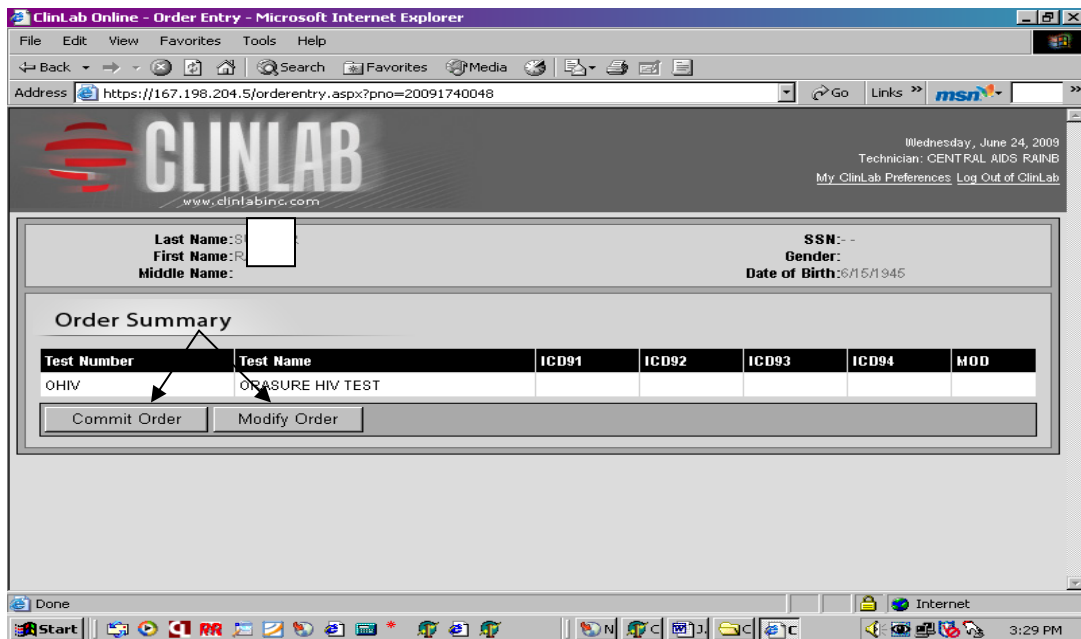 ClinLab Online - Order Entry - Microsoft Internet Explorer
File Edit View Favorites Tools Help
Back Search Favorites Media
Address https://167.198.204.5/orderentry.aspx?pno=20091740048 Go Links msn
CLINLAB
www.clinlabinc.com
Wednesday, June 24, 2009
Technician: CENTRAL AIDS RAINB
My ClinLab Preferences Log Out of ClinLab
Last Name: SSN:- -
First Name: Gender:
Middle Name: Date of Birth:6/15/1945
Order Summary
Test Number Test Name ICD91 ICD92 ICD93 ICD94 MOD
OHIV ORASURE HIV TEST
Commit Order Modify Order
Done Internet
Start N C J. C C 3:29 PM